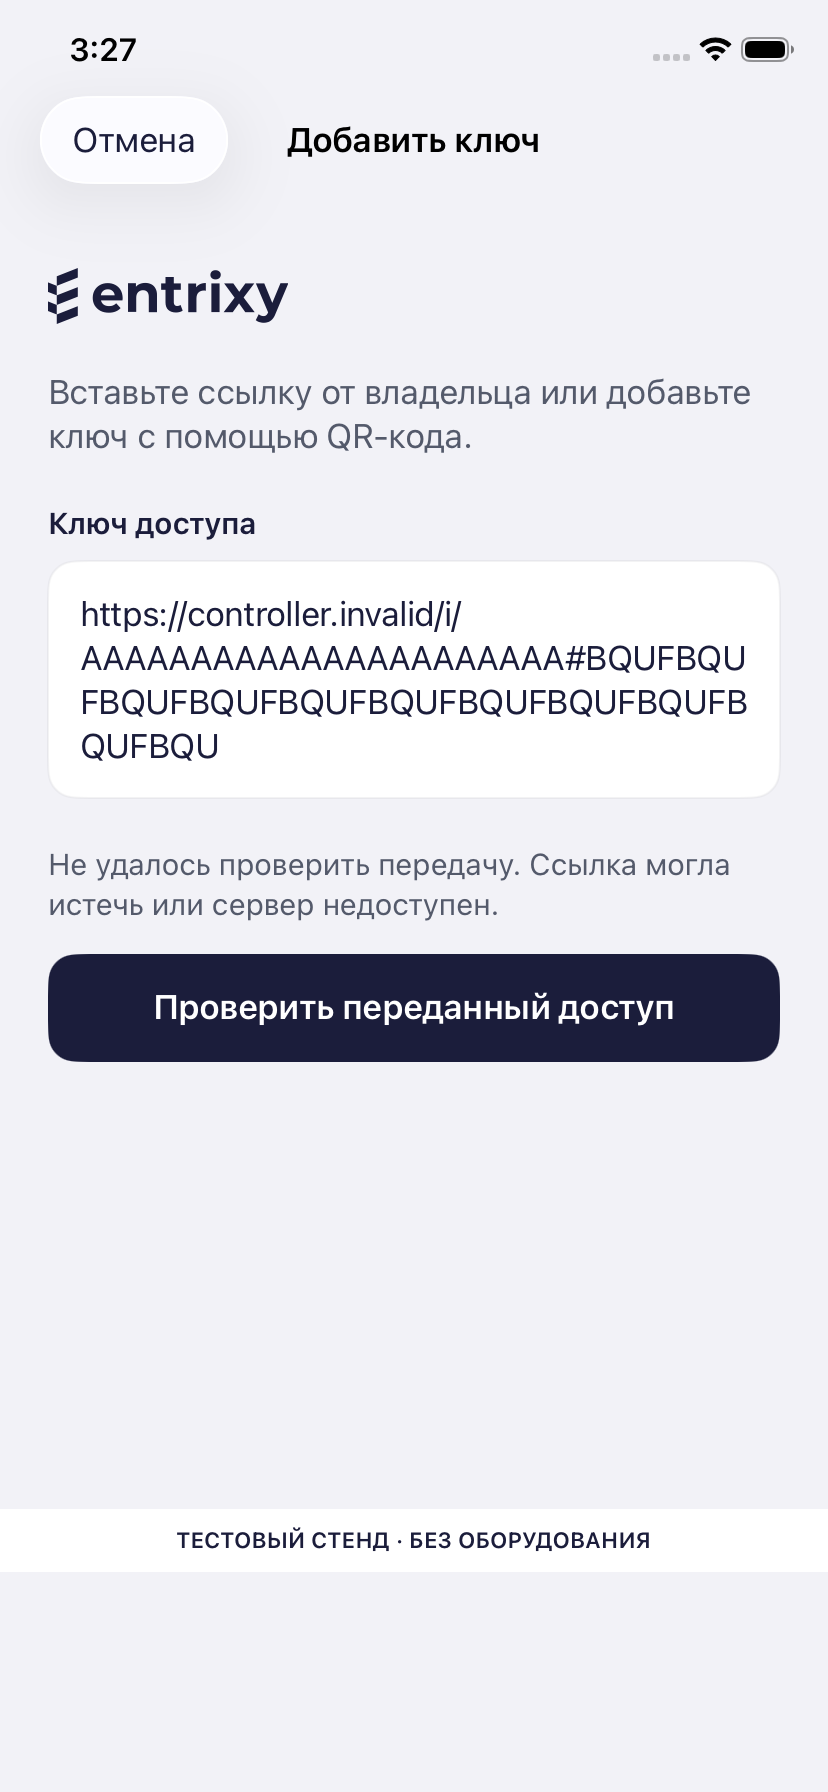 3:27
Отмена
Добавить ключ
entrixy
Вставьте ссылку от владельца или добавьте
ключ с помощью QR-кода.
Ключ доступа
https://controller.invalid/i/
AAAAAAAAAAAAAAAAAAAAAA#BQUFBQU
FBQUFBQUFBQUFBQUFBQUFBQUFBQUFB
QUFBQU
Не удалось проверить передачу. Ссылка могла
истечь или сервер недоступен.
Проверить переданный доступ
ТЕСТОВЫЙ СТЕНД · БЕЗ ОБОРУДОВАНИЯ